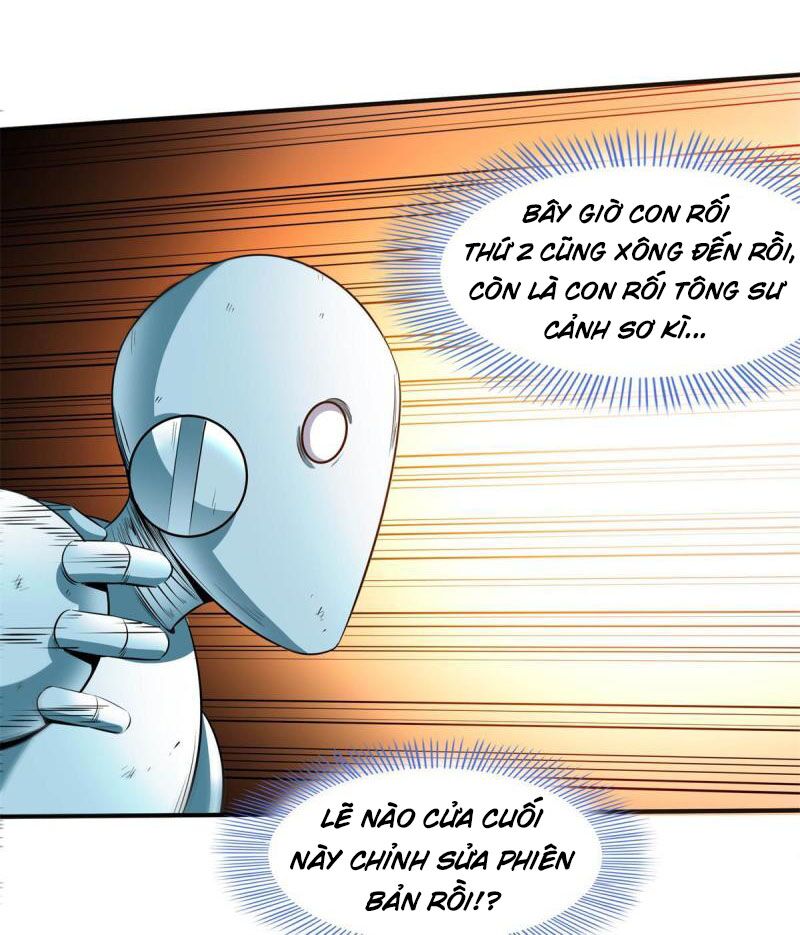 BÂY GIỜ CON RỐI
THỨ 2 CŨNG XÔNG ĐẾN RỒI,
CÒN LÀ CON RỐI TÔNG SƯ
CẢNH SƠ KÌ...
LẼ NÀO CỬA CUỐI
NÀY CHỈNH SỬA PHIÊN
BẢN RỒI!?